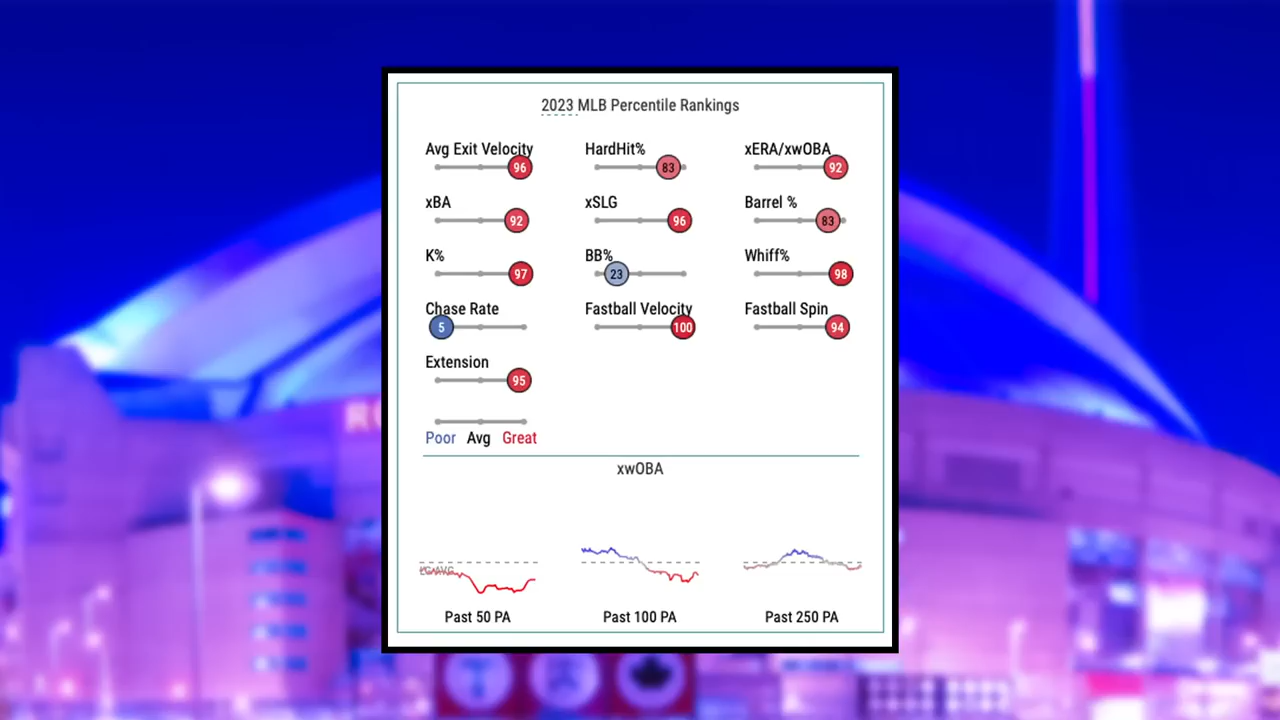 2023 MLB Percentile Rankings
Avg Exit Velocity HardHit% xERA/xwOBA
96 83 92
xBA xSLG Barrel %
92 96 83
K% BB% Whiff%
97 23 98
Chase Rate Fastball Velocity Fastball Spin
5 100 94
Extension
95
Poor Avg Great
xwOBA
LG AVG
Past 50 PA Past 100 PA Past 250 PA